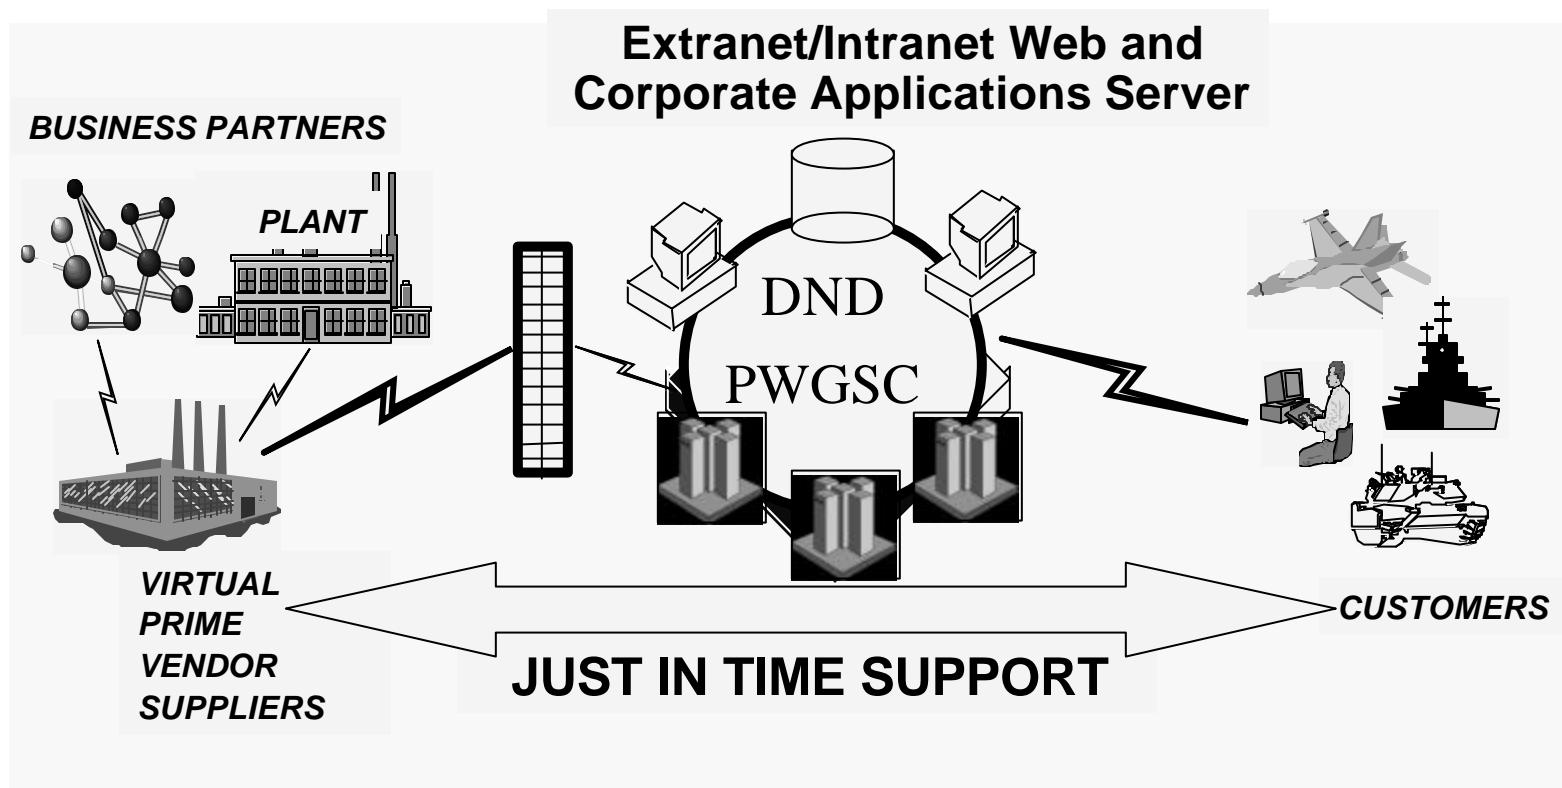 Extranet/Intranet Web and
Corporate Applications Server
BUSINESS PARTNERS
PLANT
DND
PWGSC
VIRTUAL
PRIME
VENDOR
SUPPLIERS
CUSTOMERS
JUST IN TIME SUPPORT